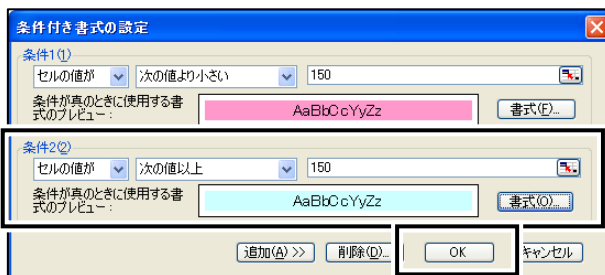 条件付き書式の設定
条件1(1)
セルの値が 次の値より小さい 150
条件が真のときに使用する書
式のプレビュー:
AaBbCcYyZz 書式(F)...
条件2(2)
セルの値が 次の値以上 150
条件が真のときに使用する書
式のプレビュー:
AaBbCcYyZz 書式(O)...
追加(A) >> 削除(D)... OK キャンセル